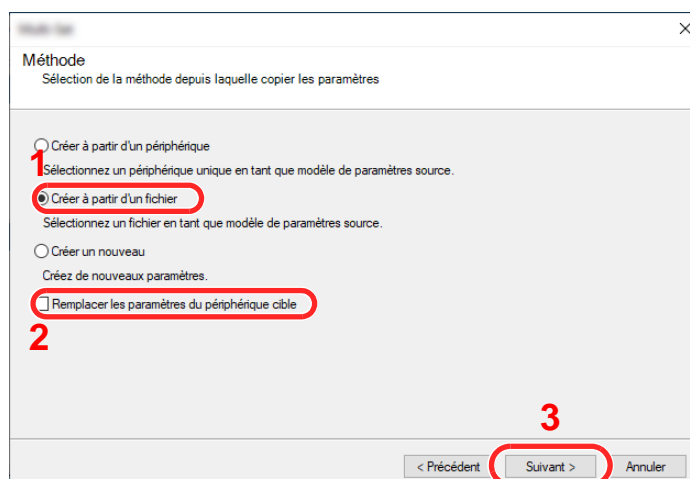 Méthode
Sélection de la méthode depuis laquelle copier les paramètres
Créer à partir d'un périphérique
1
Sélectionnez un périphérique unique en tant que modèle de paramètres source.
Créer à partir d'un fichier
Sélectionnez un fichier en tant que modèle de paramètres source.
Créer un nouveau
Créez de nouveaux paramètres.
Remplacer les paramètres du périphérique cible
2
3
< Précédent Suivant > Annuler